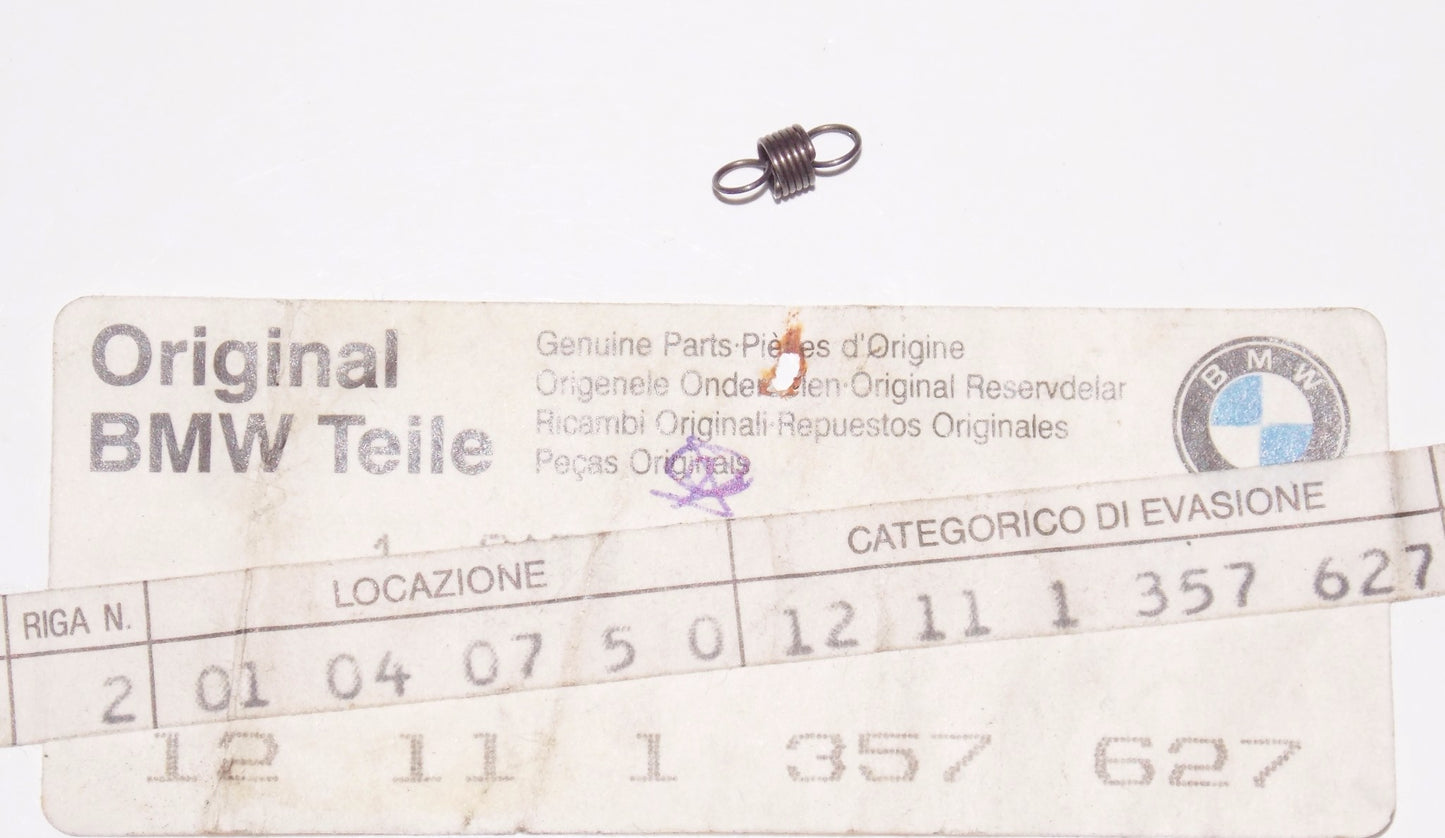 Original
BMW Teile
Genuine Parts·Pièces d'Origine
Origenele Onderdelen·Original Reservdelar
Ricambi Originali·Repuestos Originales
Peças Originais
BMW
1
RIGA N. LOCAZIONE CATEGORICO DI EVASIONE
2 01 04 07 5 0 12 11 1 357 627
12 11 1 357 627